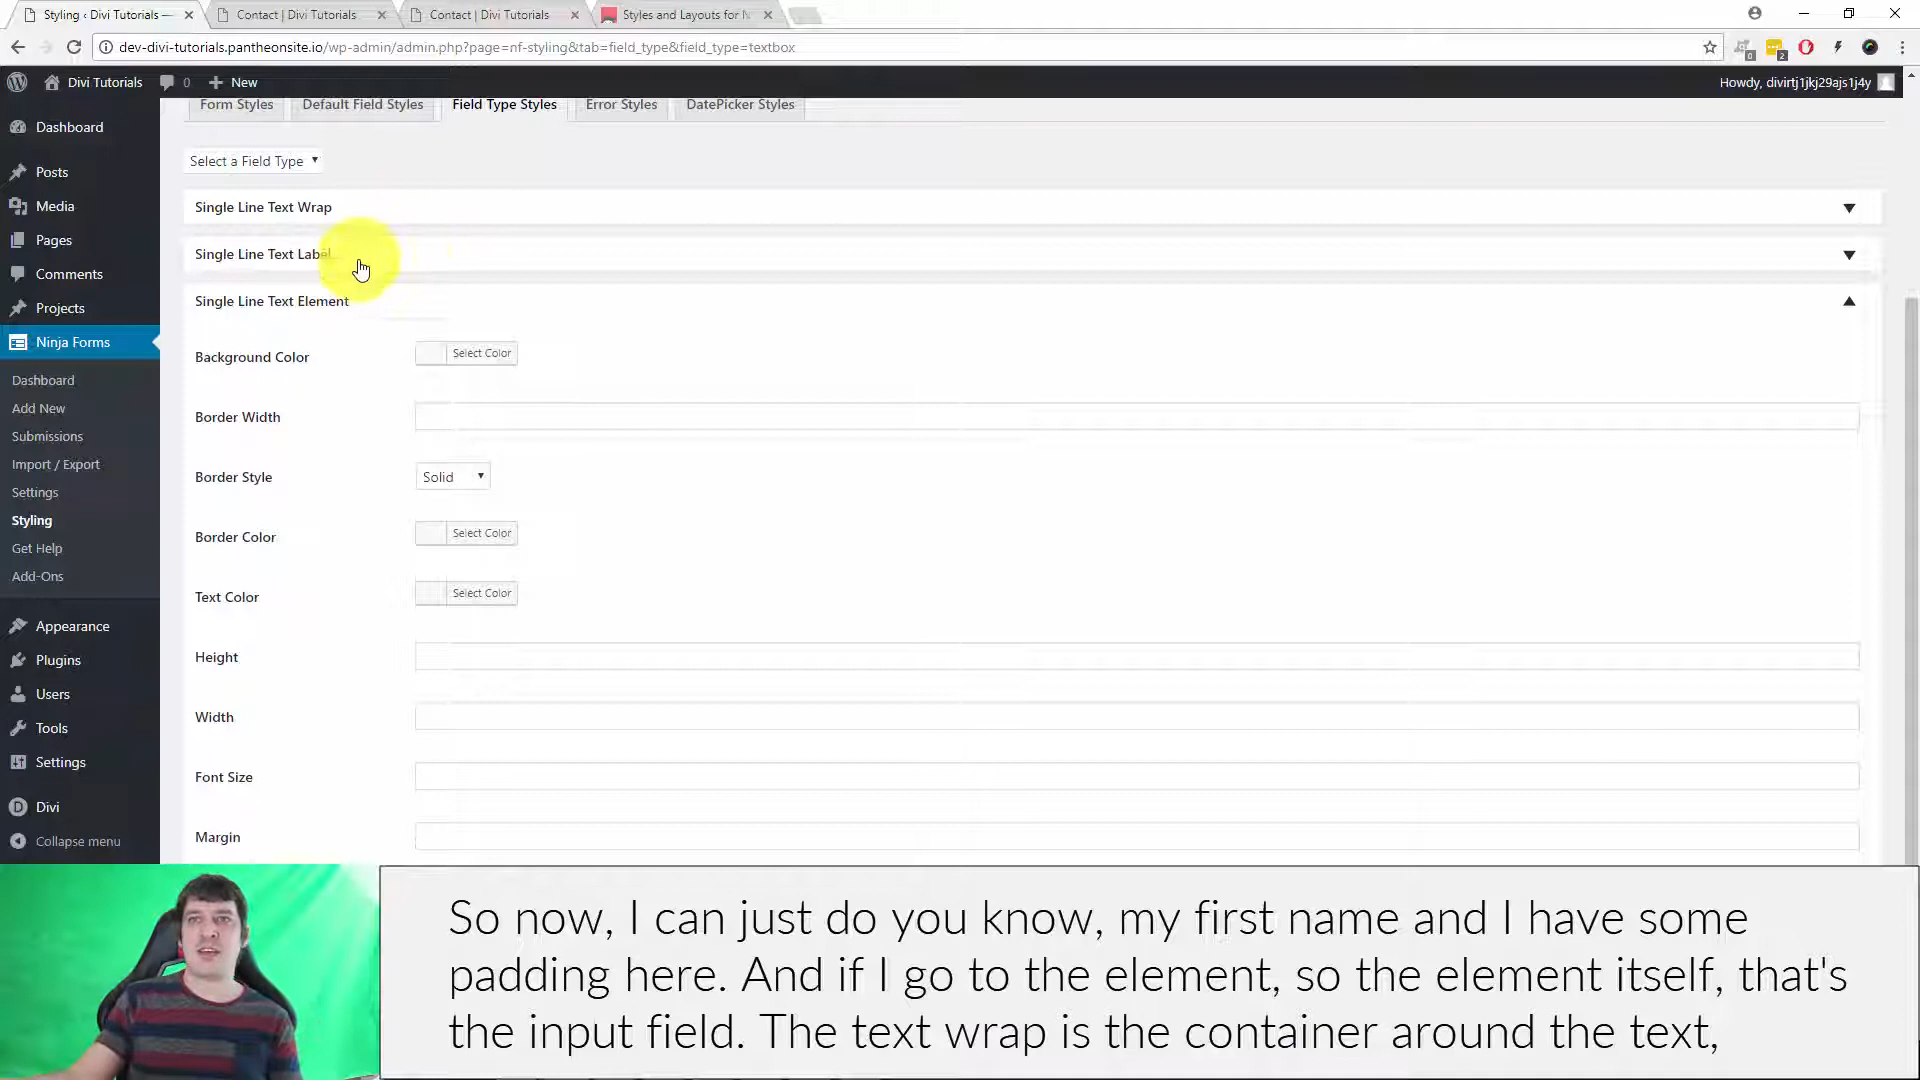 Styling ‹ Divi Tutorials —
Contact | Divi Tutorials
Contact | Divi Tutorials
Styles and Layouts for N
dev-divi-tutorials.pantheonsite.io/wp-admin/admin.php?page=nf-styling&tab=field_type&field_type=textbox
0
2
Divi Tutorials
0
New
Howdy, divirtj1jkj29ajs1j4y
Form Styles
Default Field Styles
Field Type Styles
Error Styles
DatePicker Styles
Dashboard
Posts
Media
Pages
Comments
Projects
Ninja Forms
Dashboard
Add New
Submissions
Import / Export
Settings
Styling
Get Help
Add-Ons
Appearance
Plugins
Users
Tools
Settings
Divi
Collapse menu
Select a Field Type
Single Line Text Wrap
Single Line Text Label
Single Line Text Element
Background Color
Select Color
Border Width
Border Style
Solid
Border Color
Select Color
Text Color
Select Color
Height
Width
Font Size
Margin
So now, I can just do you know, my first name and I have some
padding here. And if I go to the element, so the element itself, that's
the input field. The text wrap is the container around the text,